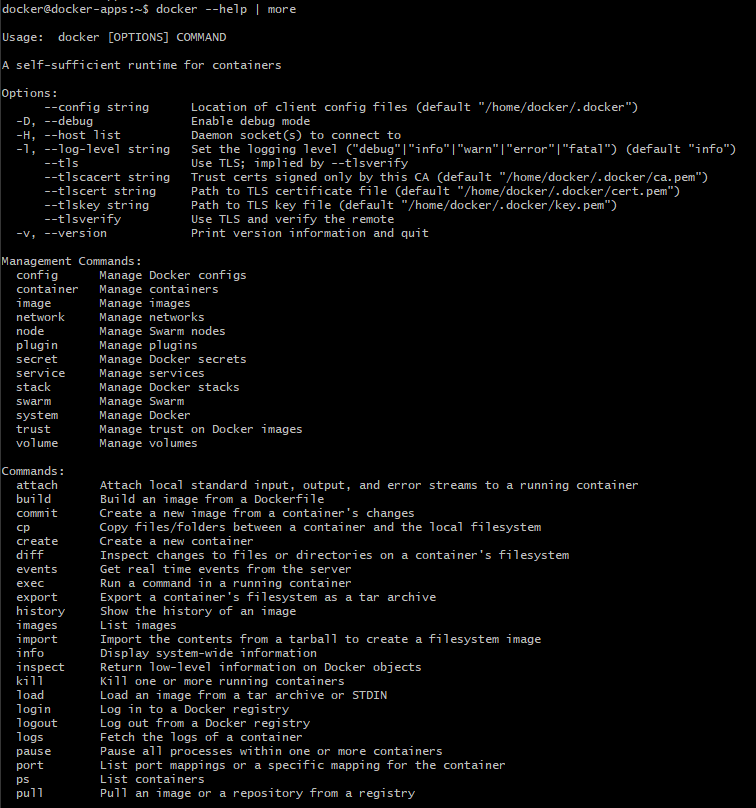 docker@docker-apps:~$ docker --help | more
Usage:  docker [OPTIONS] COMMAND
A self-sufficient runtime for containers
Options:
      --config string      Location of client config files (default "/home/docker/.docker")
  -D, --debug              Enable debug mode
  -H, --host list          Daemon socket(s) to connect to
  -l, --log-level string   Set the logging level ("debug"|"info"|"warn"|"error"|"fatal") (default "info")
      --tls                Use TLS; implied by --tlsverify
      --tlscacert string   Trust certs signed only by this CA (default "/home/docker/.docker/ca.pem")
      --tlscert string     Path to TLS certificate file (default "/home/docker/.docker/cert.pem")
      --tlskey string      Path to TLS key file (default "/home/docker/.docker/key.pem")
      --tlsverify          Use TLS and verify the remote
  -v, --version            Print version information and quit
Management Commands:
  config      Manage Docker configs
  container   Manage containers
  image       Manage images
  network     Manage networks
  node        Manage Swarm nodes
  plugin      Manage plugins
  secret      Manage Docker secrets
  service     Manage services
  stack       Manage Docker stacks
  swarm       Manage Swarm
  system      Manage Docker
  trust       Manage trust on Docker images
  volume      Manage volumes
Commands:
  attach      Attach local standard input, output, and error streams to a running container
  build       Build an image from a Dockerfile
  commit      Create a new image from a container's changes
  cp          Copy files/folders between a container and the local filesystem
  create      Create a new container
  diff        Inspect changes to files or directories on a container's filesystem
  events      Get real time events from the server
  exec        Run a command in a running container
  export      Export a container's filesystem as a tar archive
  history     Show the history of an image
  images      List images
  import      Import the contents from a tarball to create a filesystem image
  info        Display system-wide information
  inspect     Return low-level information on Docker objects
  kill        Kill one or more running containers
  load        Load an image from a tar archive or STDIN
  login       Log in to a Docker registry
  logout      Log out from a Docker registry
  logs        Fetch the logs of a container
  pause       Pause all processes within one or more containers
  port        List port mappings or a specific mapping for the container
  ps          List containers
  pull        Pull an image or a repository from a registry